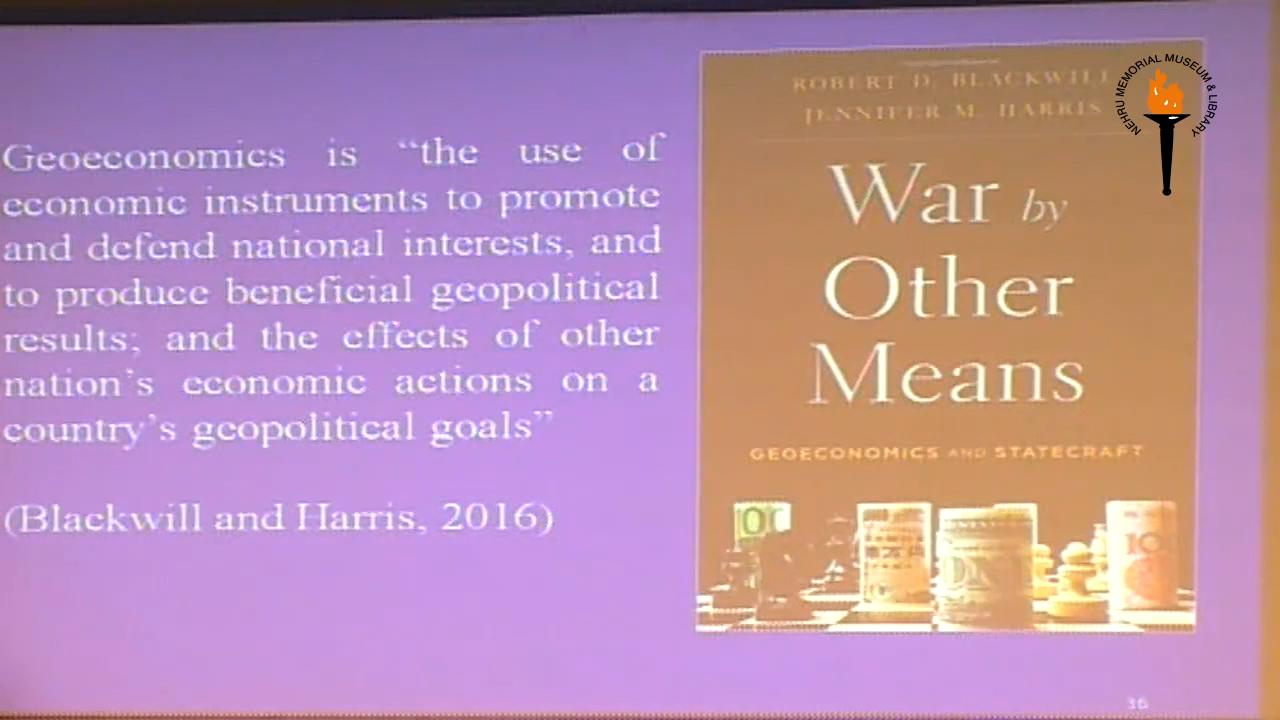 Geoeconomics is “the use of
economic instruments to promote
and defend national interests, and
to produce beneficial geopolitical
results; and the effects of other
nation’s economic actions on a
country’s geopolitical goals”
(Blackwill and Harris, 2016)
ROBERT D. BLACKWILL
JENNIFER M. HARRIS
War by
Other
Means
GEOECONOMICS AND STATECRAFT
NEHRU MEMORIAL MUSEUM & LIBRARY
36